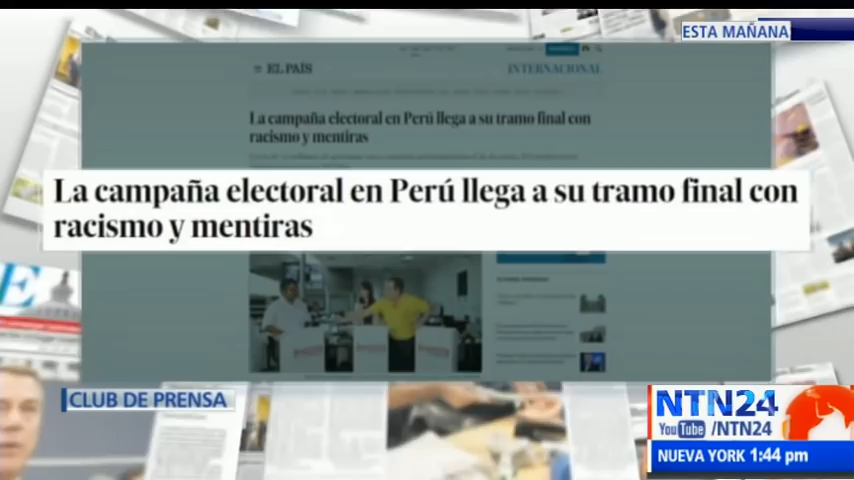 ESTA MAÑANA
EL PAÍS
INTERNACIONAL
La campaña electoral en Perú llega a su tramo final con
racismo y mentiras
La campaña electoral en Perú llega a su tramo final con
racismo y mentiras
CLUB DE PRENSA
NTN24
YouTube /NTN24
NUEVA YORK 1:44 pm